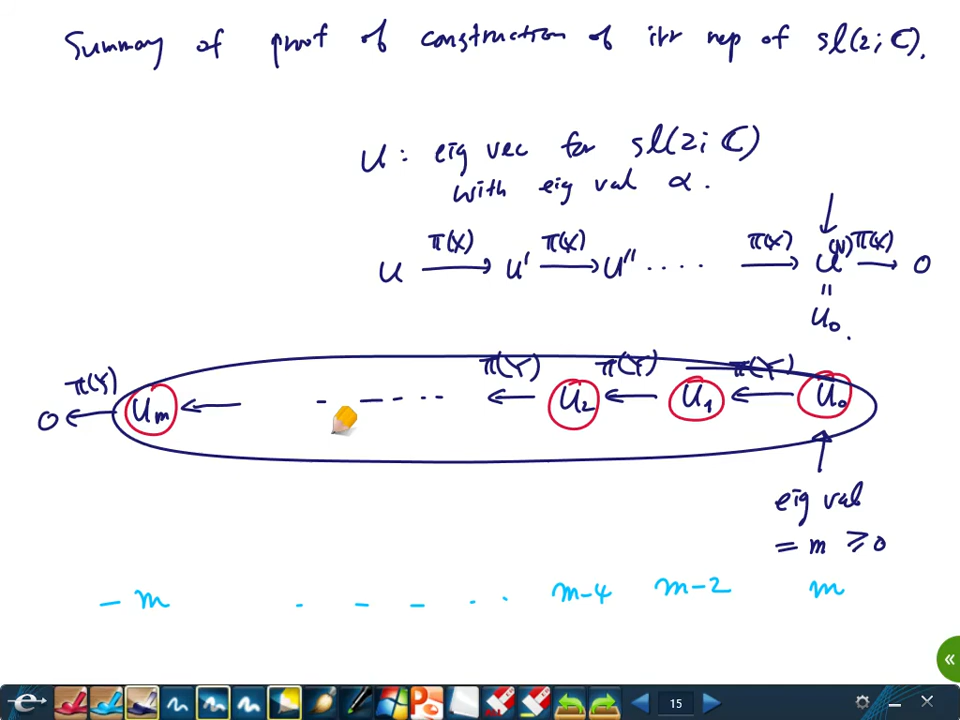 Summary of proof of construction of irr rep of sl(2; ℂ).
u : eig vec for sl(2; ℂ)
with eig val α.
π(X) π(X) π(X) π(X)
u → u' → u'' .... → u^(N) → 0
"
u₀.
π(Y) π(Y) π(Y) π(Y)
0 ← uₘ ← - - - · · ← u₂ ← u₁ ← u₀
eig val
= m ≥ 0
- m . - - . . m-4 m-2 m
15